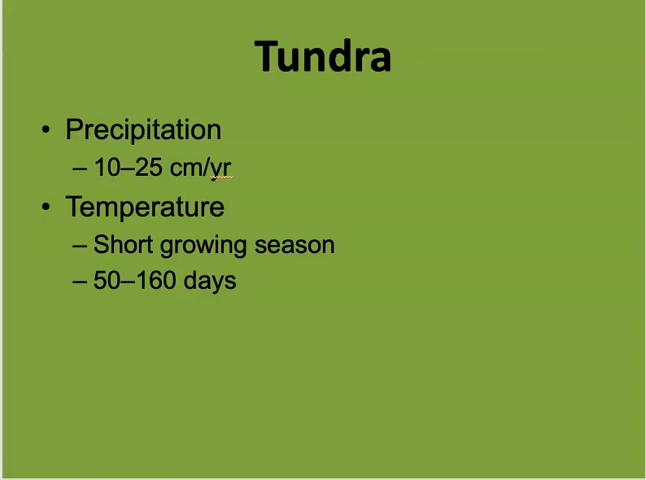 Tundra
• Precipitation
– 10–25 cm/yr
• Temperature
– Short growing season
– 50–160 days